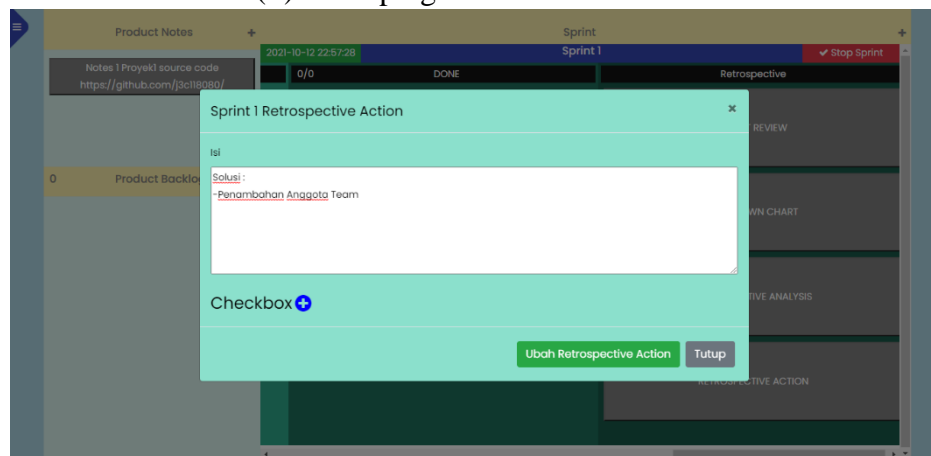 Product Notes +
Sprint +
2021-10-12 22:57:28
Sprint 1
Stop Sprint
Notes 1 Proyek1 source code
https://github.com/j3c118080/
0/0
DONE
Retrospective
Sprint 1 Retrospective Action ×
REVIEW
Isi
0 Product Backlo
Solusi :
-Penambahan Anggota Team
WN CHART
TIVE ANALYSIS
Checkbox
Ubah Retrospective Action
Tutup
RETROSPECTIVE ACTION